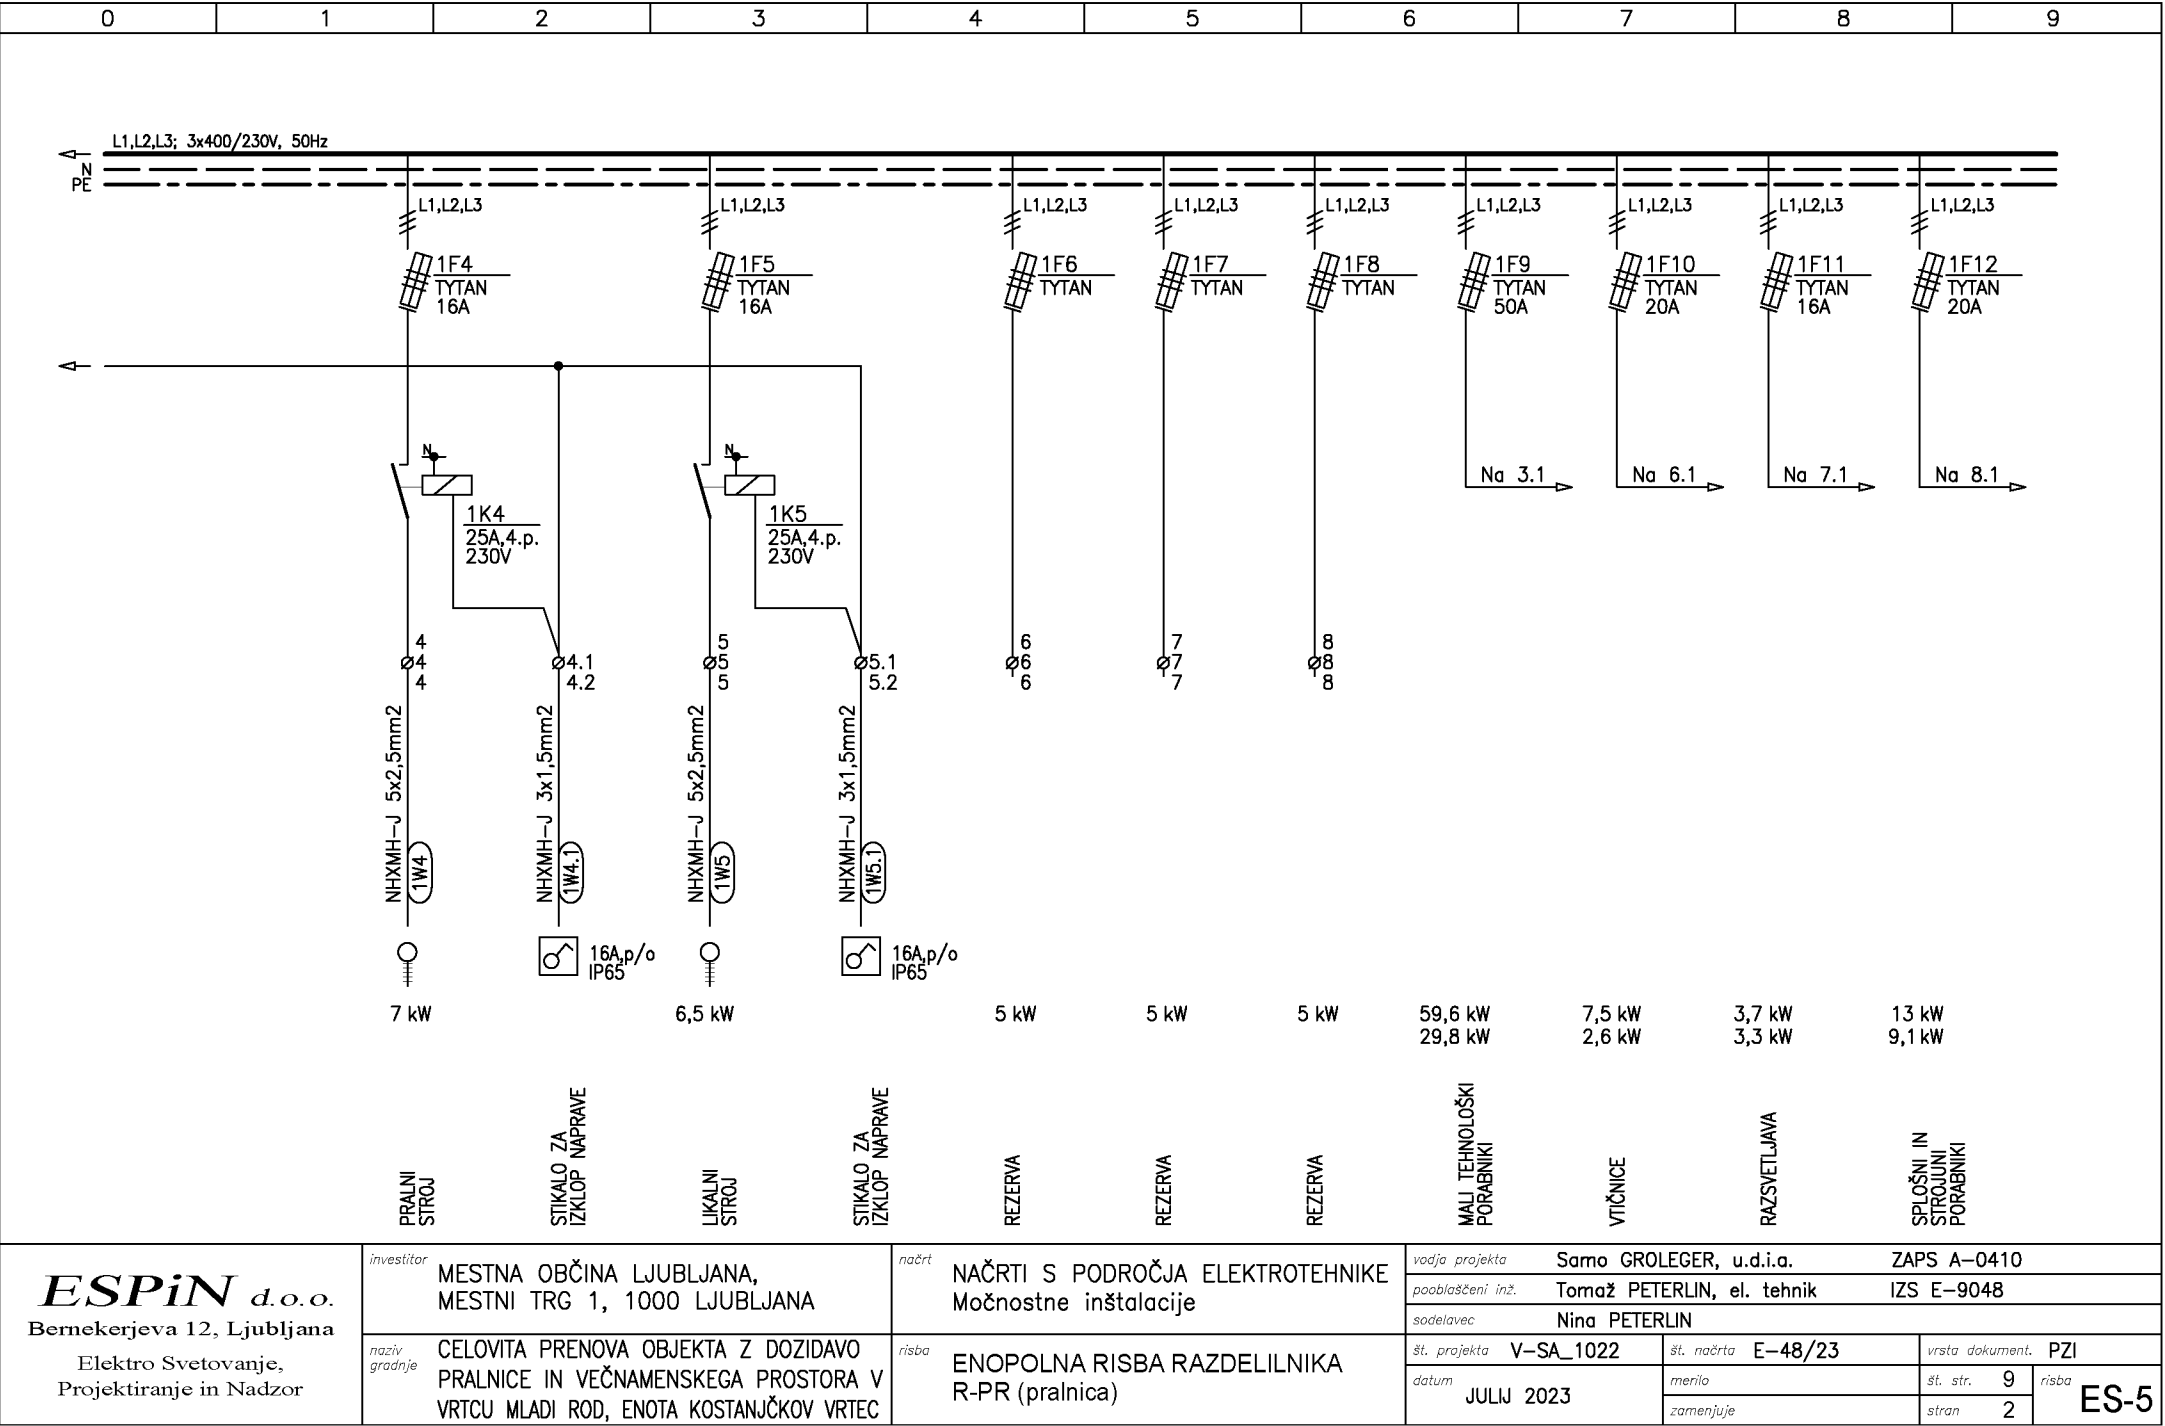 0 1 2 3 4 5 6 7 8 9
L1,L2,L3; 3x400/230V, 50Hz
N
PE
L1,L2,L3 L1,L2,L3 L1,L2,L3 L1,L2,L3 L1,L2,L3 L1,L2,L3 L1,L2,L3 L1,L2,L3 L1,L2,L3
1F4 1F5 1F6 1F7 1F8 1F9 1F10 1F11 1F12
TYTAN TYTAN TYTAN TYTAN TYTAN TYTAN TYTAN TYTAN TYTAN
16A 16A 50A 20A 16A 20A
N N
Na 3.1 Na 6.1 Na 7.1 Na 8.1
1K4 1K5
25A,4.p. 25A,4.p.
230V 230V
4 5 6 7 8
4 4.1 5 5.1 6 7 8
4 4.2 5 5.2 6 7 8
NHXMH-J 5x2,5mm2
1W4
NHXMH-J 3x1,5mm2
1W4.1
NHXMH-J 5x2,5mm2
1W5
NHXMH-J 3x1,5mm2
1W5.1
16A,p/o 16A,p/o
IP65 IP65
7 kW 6,5 kW 5 kW 5 kW 5 kW 59,6 kW 7,5 kW 3,7 kW 13 kW
29,8 kW 2,6 kW 3,3 kW 9,1 kW
PRALNI
STROJ
STIKALO ZA
IZKLOP NAPRAVE
LIKALNI
STROJ
STIKALO ZA
IZKLOP NAPRAVE
REZERVA
REZERVA
REZERVA
MALI TEHNOLOŠKI
PORABNIKI
VTIČNICE
RAZSVETLJAVA
SPLOŠNI IN
STROJUNI
PORABNIKI
ESPiN d.o.o.
Bernekerjeva 12, Ljubljana
Elektro Svetovanje,
Projektiranje in Nadzor
investitor
MESTNA OBČINA LJUBLJANA,
MESTNI TRG 1, 1000 LJUBLJANA
naziv
gradnje
CELOVITA PRENOVA OBJEKTA Z DOZIDAVO
PRALNICE IN VEČNAMENSKEGA PROSTORA V
VRTCU MLADI ROD, ENOTA KOSTANJČKOV VRTEC
načrt
NAČRTI S PODROČJA ELEKTROTEHNIKE
Močnostne inštalacije
risba
ENOPOLNA RISBA RAZDELILNIKA
R-PR (pralnica)
vodja projekta Samo GROLEGER, u.d.i.a. ZAPS A-0410
pooblaščeni inž. Tomaž PETERLIN, el. tehnik IZS E-9048
sodelavec Nina PETERLIN
št. projekta V-SA_1022 št. načrta E-48/23 vrsta dokument. PZI
datum JULIJ 2023
merilo
zamenjuje
št. str. 9
stran 2
risba ES-5